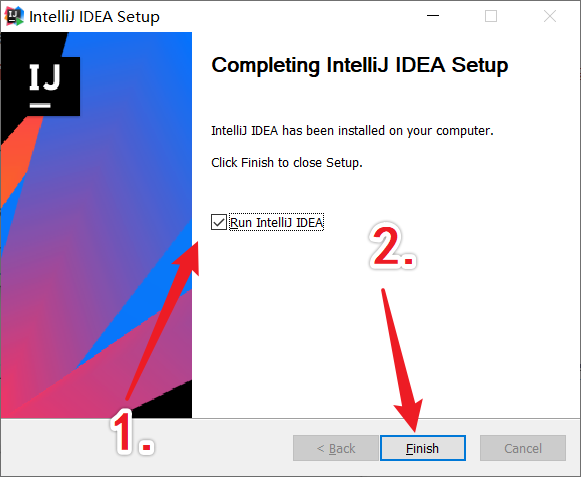 IntelliJ IDEA Setup
IJ
Completing IntelliJ IDEA Setup
IntelliJ IDEA has been installed on your computer.
Click Finish to close Setup.
Run IntelliJ IDEA
2.
1.
< Back
Finish
Cancel